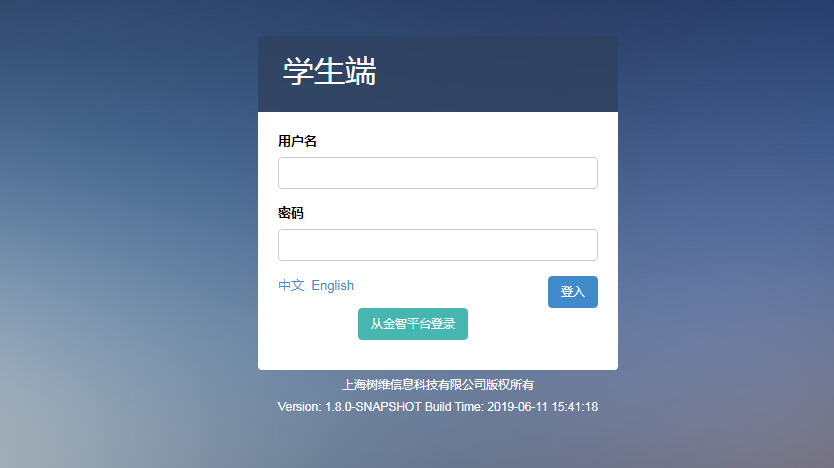 学生端
用户名
密码
中文 English
登入
从金智平台登录
上海树维信息科技有限公司版权所有
Version: 1.8.0-SNAPSHOT Build Time: 2019-06-11 15:41:18